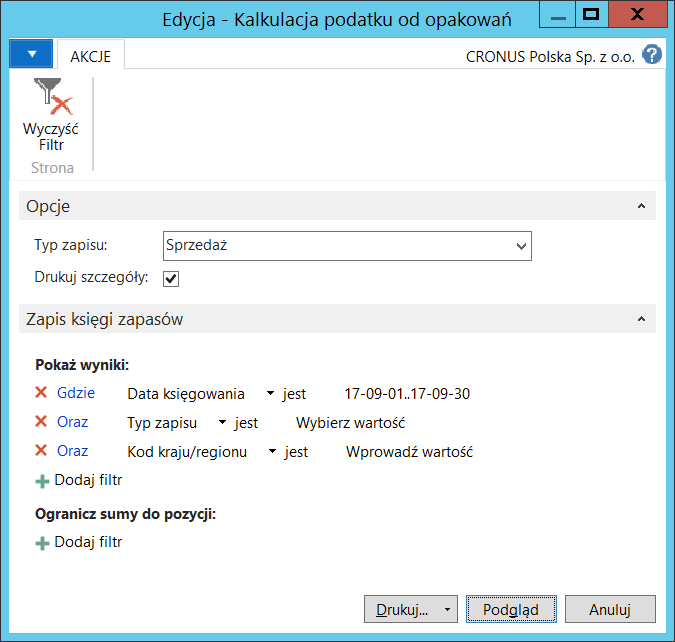 Edycja - Kalkulacja podatku od opakowań
AKCJE
CRONUS Polska Sp. z o.o.
?
Wyczyść
Filtr
Strona
Opcje
Typ zapisu: Sprzedaż
Drukuj szczegóły:
Zapis księgi zapasów
Pokaż wyniki:
Gdzie Data księgowania jest 17-09-01..17-09-30
Oraz Typ zapisu jest Wybierz wartość
Oraz Kod kraju/regionu jest Wprowadź wartość
Dodaj filtr
Ogranicz sumy do pozycji:
Dodaj filtr
Drukuj... Podgląd Anuluj